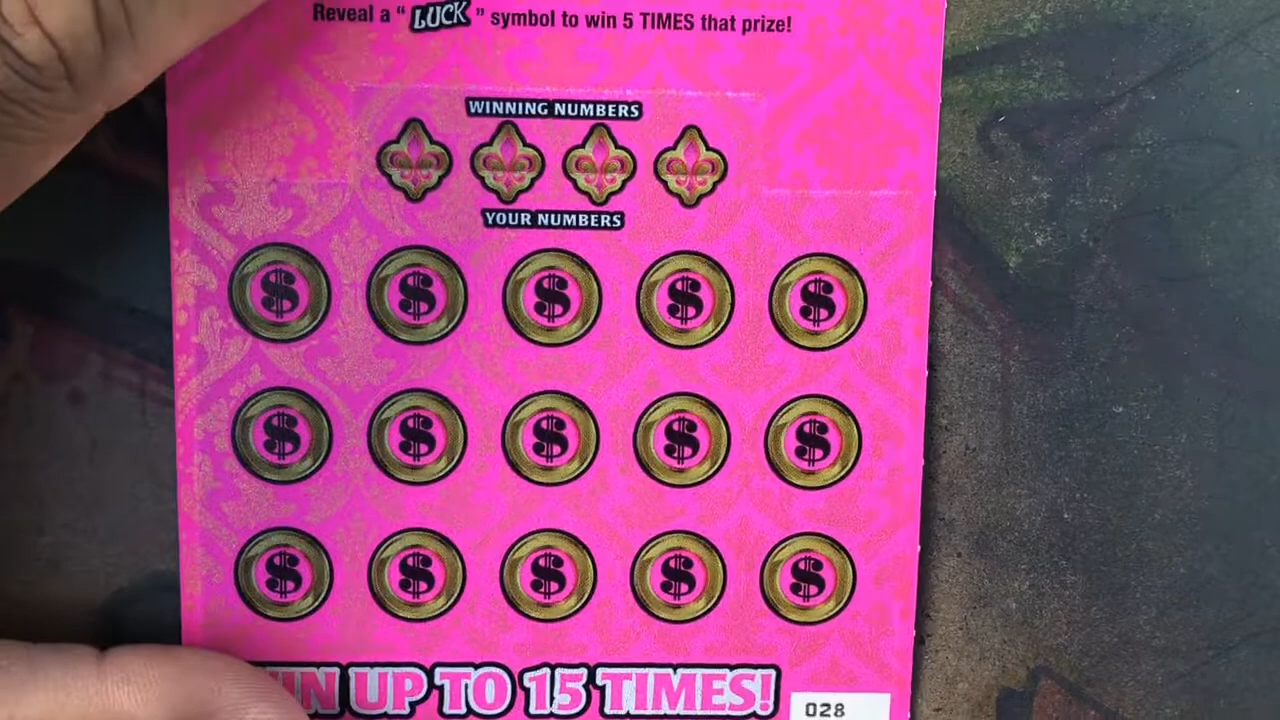 Reveal a "LUCK" symbol to win 5 TIMES that prize!
WINNING NUMBERS
YOUR NUMBERS
$ $ $ $ $
$ $ $ $ $
$ $ $ $ $
UP TO 15 TIMES!
028